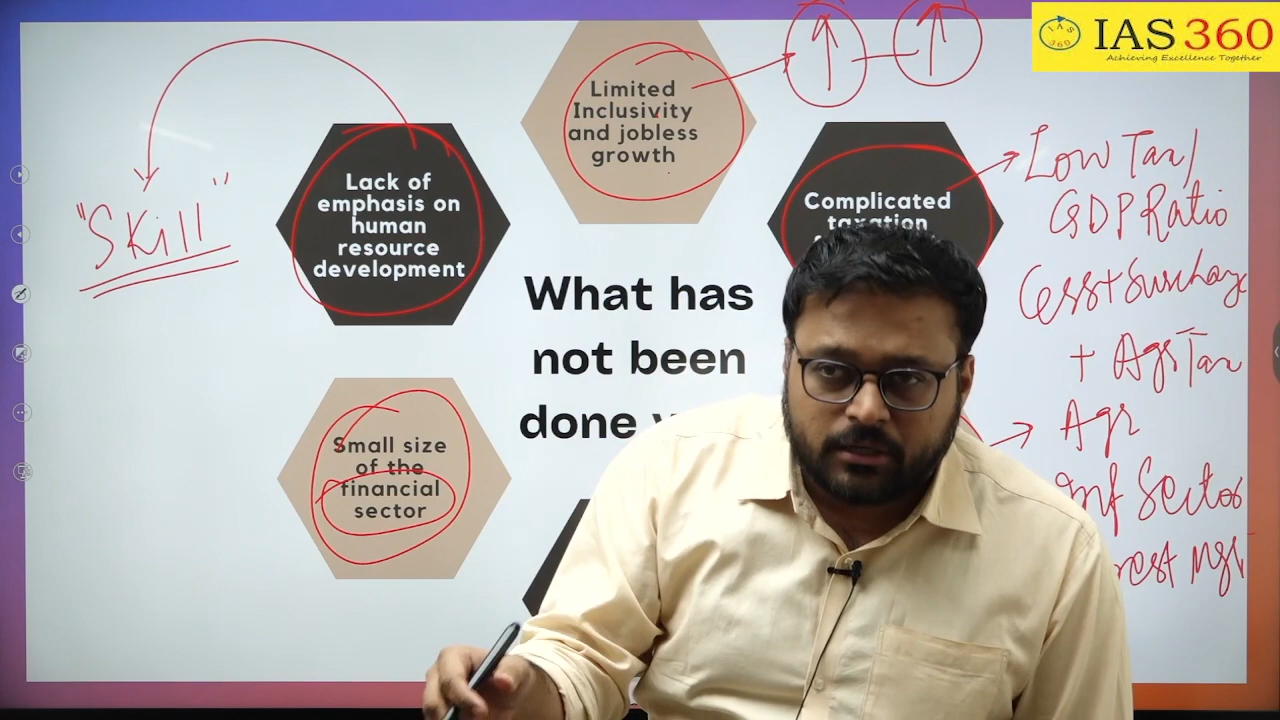 IAS 360
Achieving Excellence Together
IAS
360
Limited
Inclusivity
and jobless
growth
Lack of
emphasis on
human
resource
development
"Skill"
Complicated
taxation
Low Tax/
GDP Ratio
Cess + Surcharge
+ Agr Tax
What has
not been
done
Small size
of the
financial
sector
Agr
Inf Sector